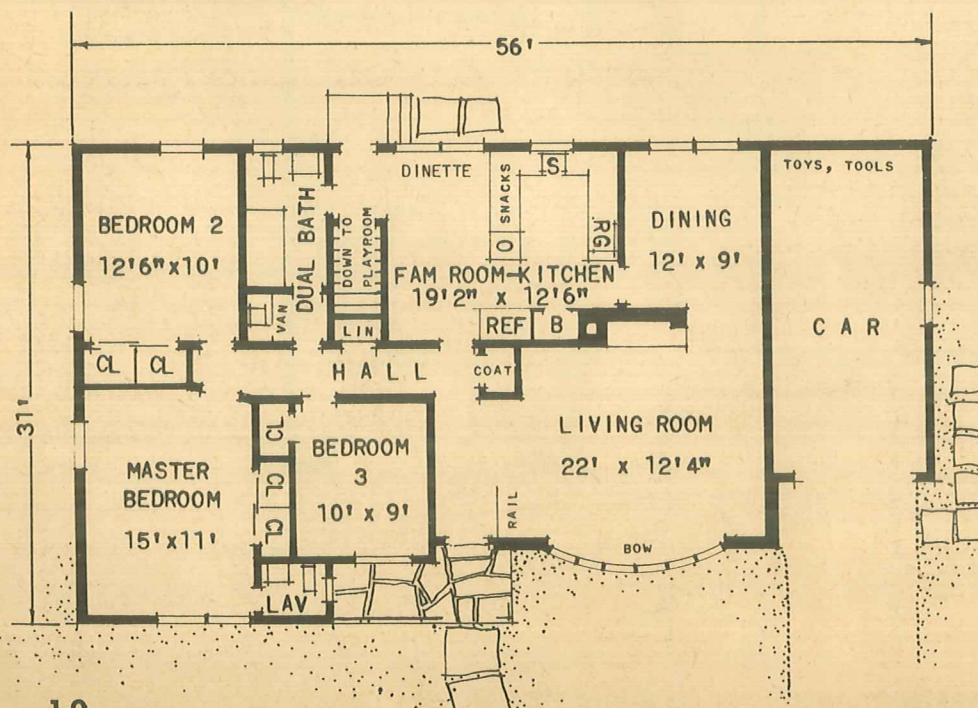 56'
31'
TOYS, TOOLS
DINETTE
SNACKS
S
O
RG
BEDROOM 2
12'6"x10'
DUAL BATH
VAN
DOWN TO
PLAYROOM
LIN
DINING
12' x 9'
FAM ROOM-KITCHEN
19'2" x 12'6"
REF
B
CAR
CL
CL
HALL
COAT
LIVING ROOM
22' x 12'4"
RAIL
BOW
MASTER
BEDROOM
15'x11'
CL
CL
CL
BEDROOM
3
10' x 9'
LAV